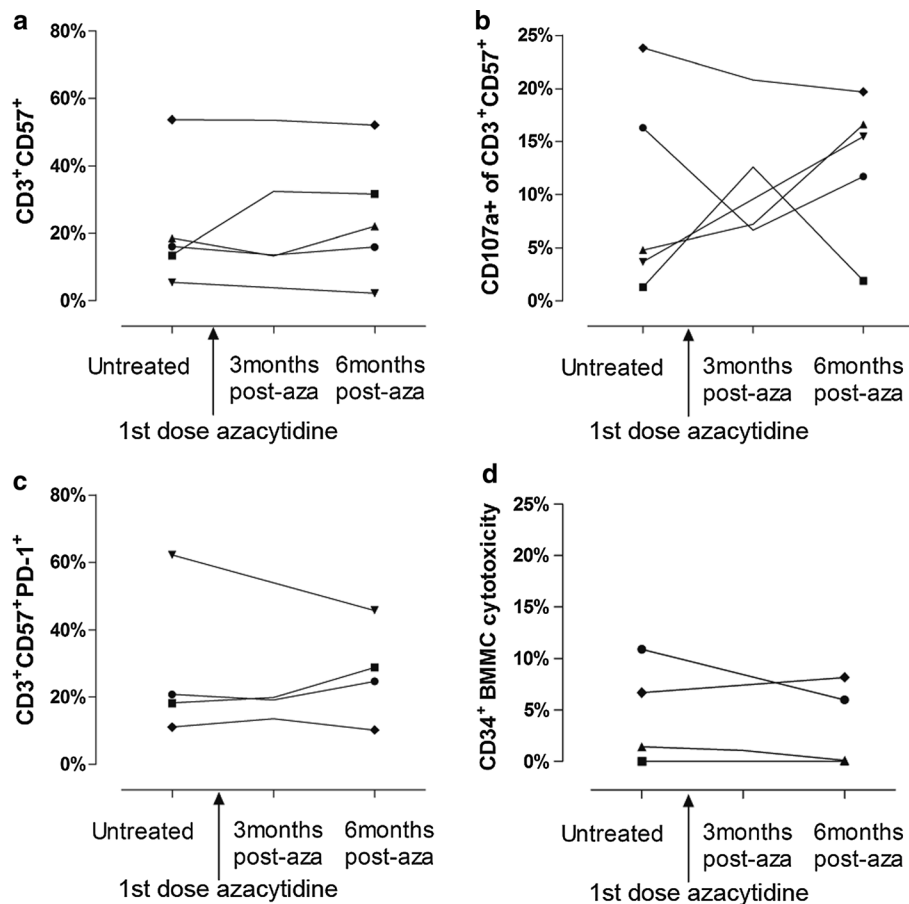 a
CD3+CD57+
80%
60%
40%
20%
0%
Untreated
3months
post-aza
6months
post-aza
1st dose azacytidine
b
CD107a+ of CD3+CD57+
25%
20%
15%
10%
5%
0%
Untreated
3months
post-aza
6months
post-aza
1st dose azacytidine
c
CD3+CD57+PD-1+
80%
60%
40%
20%
0%
Untreated
3months
post-aza
6months
post-aza
1st dose azacytidine
d
CD34+ BMMC cytotoxicity
25%
20%
15%
10%
5%
0%
Untreated
3months
post-aza
6months
post-aza
1st dose azacytidine